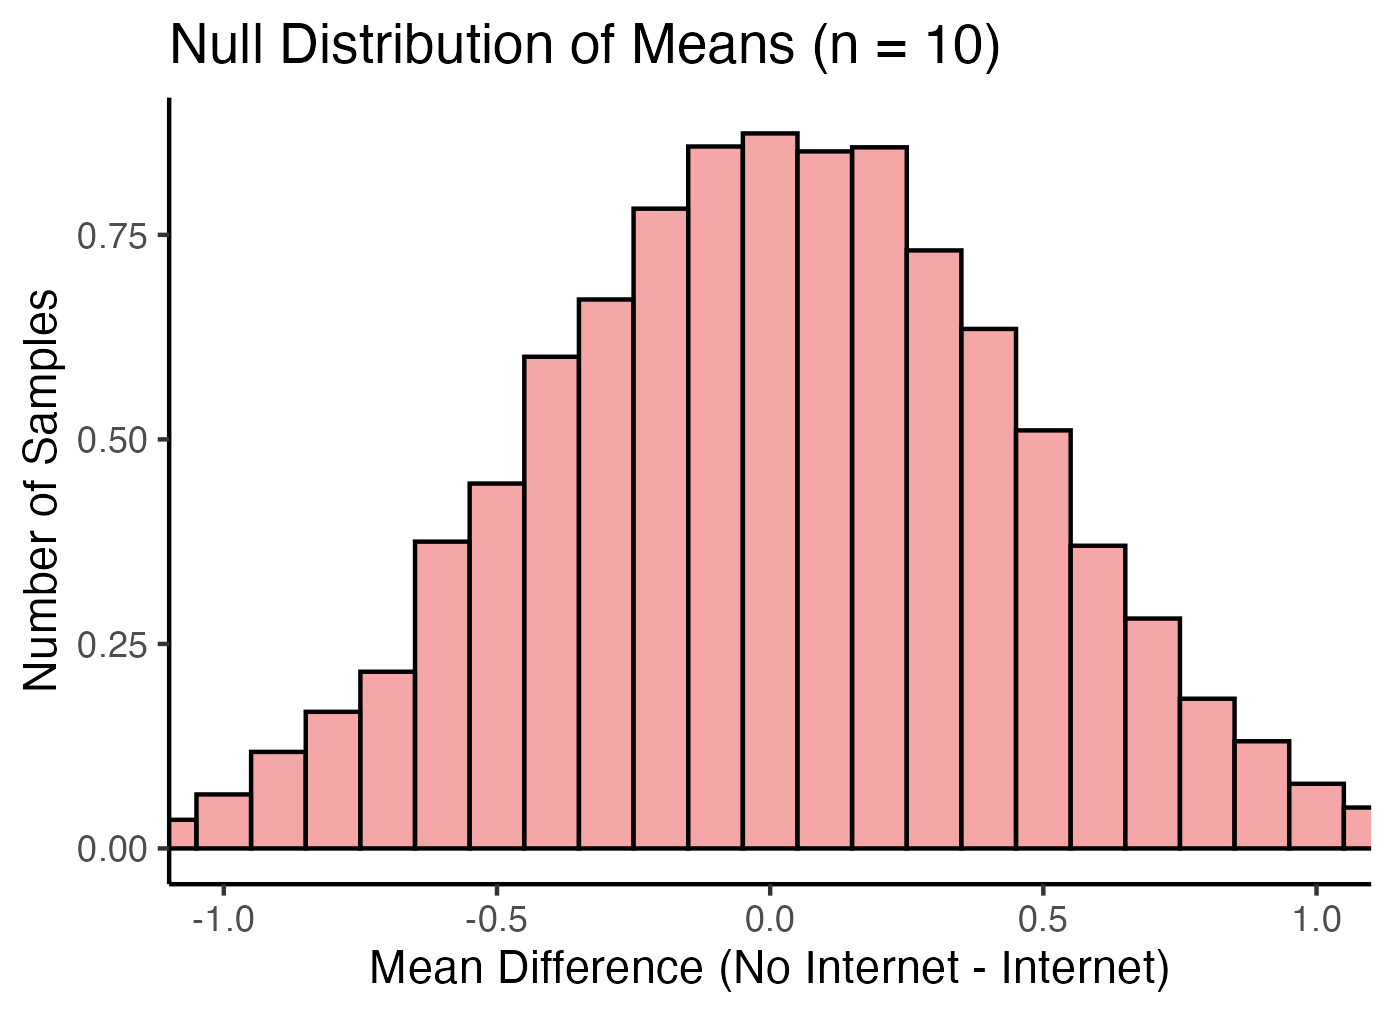 Null Distribution of Means (n = 10)
Number of Samples
0.75
0.50
0.25
0.00
-1.0 -0.5 0.0 0.5 1.0
Mean Difference (No Internet - Internet)